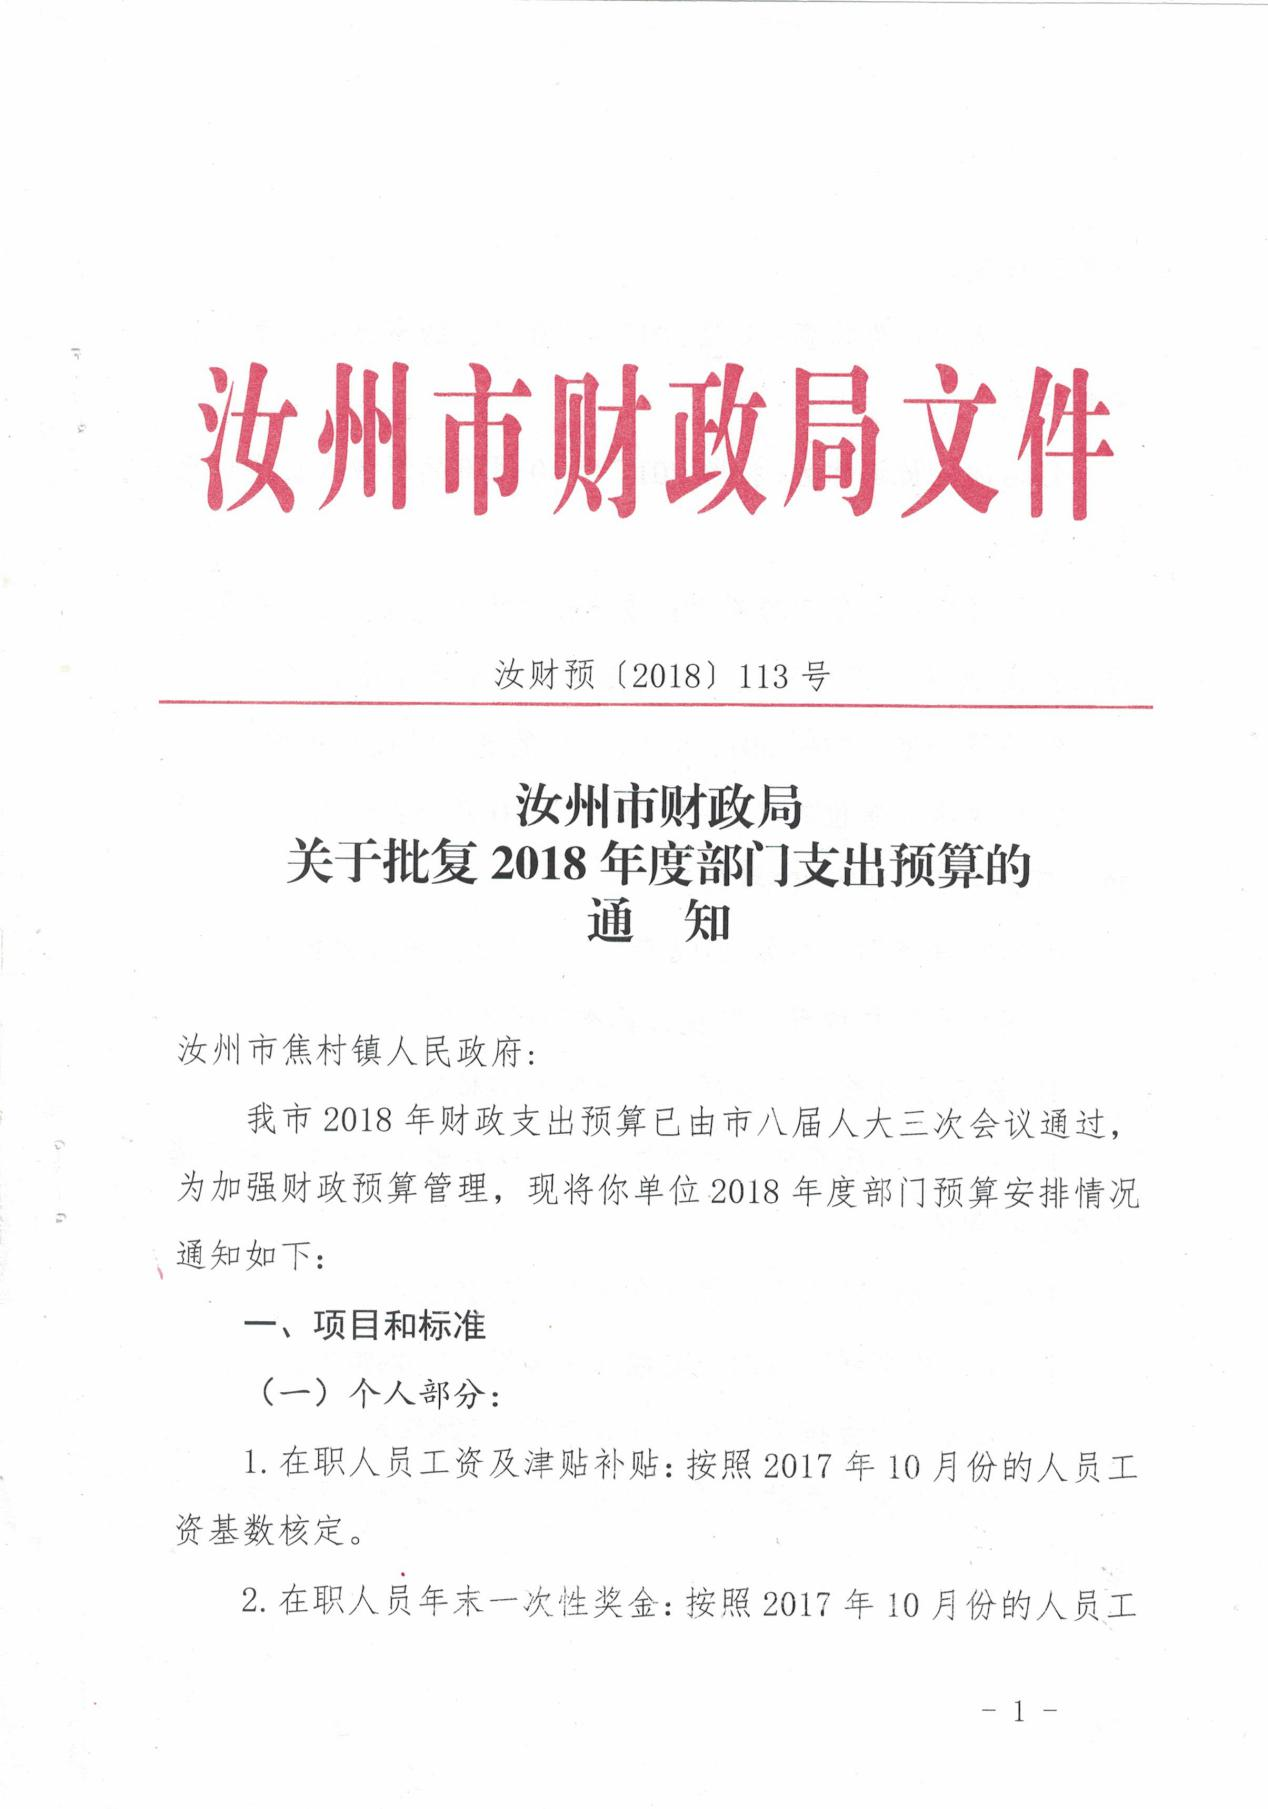 汝州市财政局文件
汝财预〔2018〕113号
汝州市财政局
关于批复2018年度部门支出预算的
通 知
汝州市焦村镇人民政府:
我市2018年财政支出预算已由市八届人大三次会议通过，
为加强财政预算管理，现将你单位2018年度部门预算安排情况
通知如下:
一、项目和标准
（一）个人部分:
1.在职人员工资及津贴补贴:按照2017年10月份的人员工
资基数核定。
2.在职人员年末一次性奖金:按照2017年10月份的人员工
- 1 -